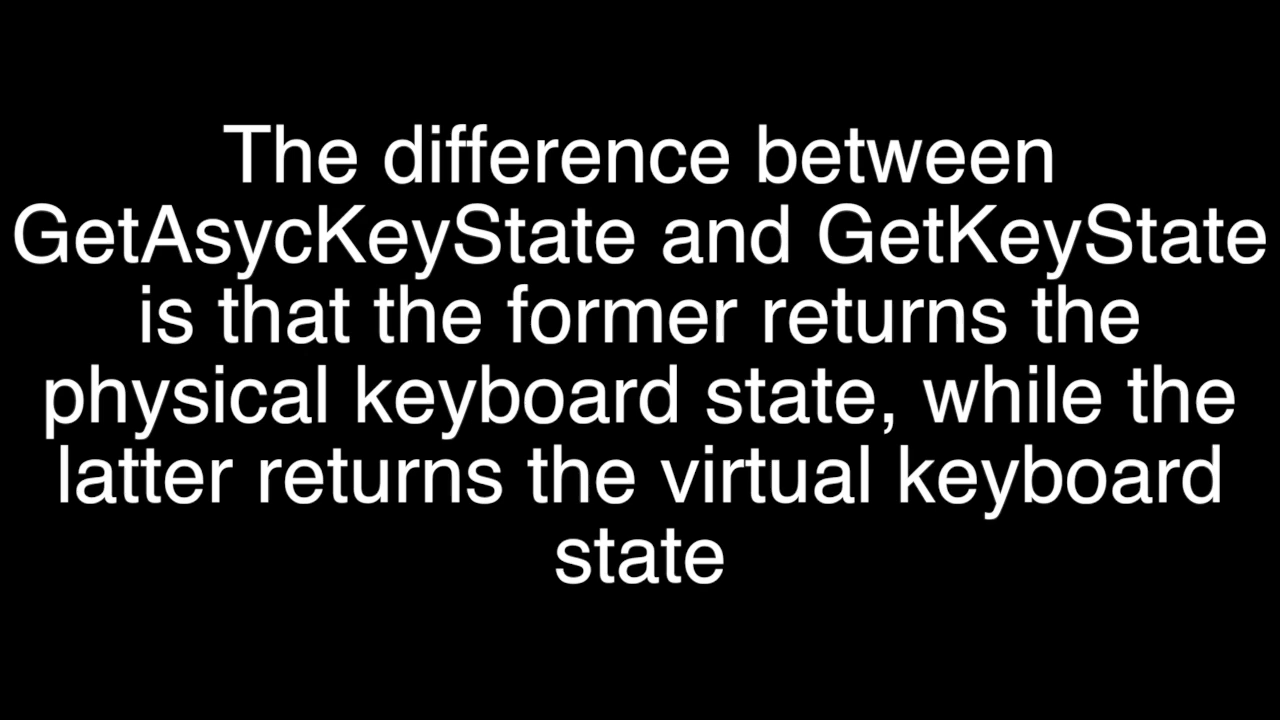 The difference between
GetAsycKeyState and GetKeyState
is that the former returns the
physical keyboard state, while the
latter returns the virtual keyboard
state